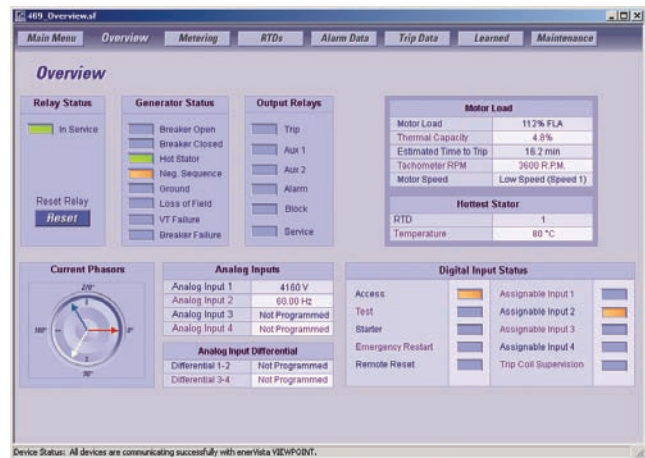 469_Overview.sf
Main Menu Overview Metering RTDs Alarm Data Trip Data Learned Maintenance
Overview
Relay Status
In Service
Reset Relay
Reset
Generator Status
Breaker Open
Breaker Closed
Hot Stator
Neg. Sequence
Ground
Loss of Field
VT Failure
Breaker Failure
Output Relays
Trip
Aux 1
Aux 2
Alarm
Block
Service
Motor Load
Motor Load 112% FLA
Thermal Capacity 4.8%
Estimated Time to Trip 16.2 min
Tachometer RPM 3600 R.P.M.
Motor Speed Low Speed (Speed 1)
Hottest Stator
RTD 1
Temperature 80 °C
Current Phasors
270°
180° 0°
90°
Analog Inputs
Analog Input 1 4160 V
Analog Input 2 60.00 Hz
Analog Input 3 Not Programmed
Analog Input 4 Not Programmed
Analog Input Differential
Differential 1-2 Not Programmed
Differential 3-4 Not Programmed
Digital Input Status
Access Assignable Input 1
Test Assignable Input 2
Starter Assignable Input 3
Emergency Restart Assignable Input 4
Remote Reset Trip Coil Supervision
Device Status: All devices are communicating successfully with enerVista VIEWPOINT.